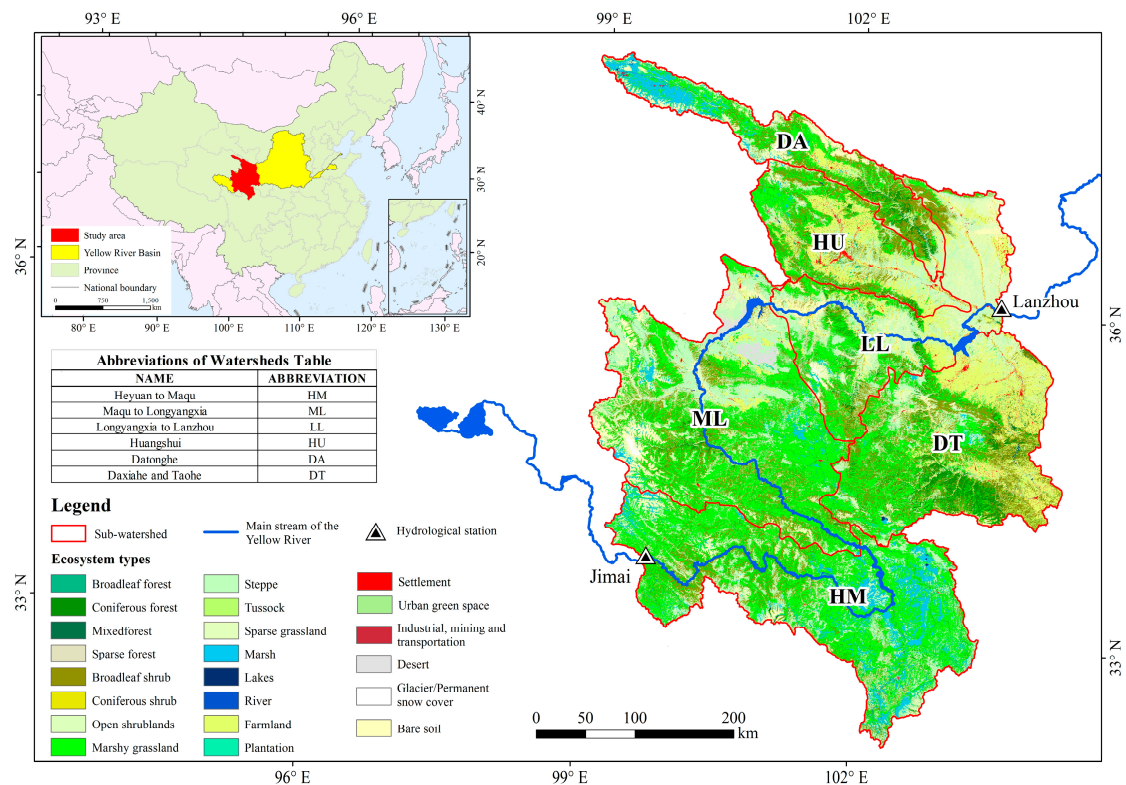 93° E
96° E
99° E
102° E
40° N
30° N
20° N
Study area
Yellow River Basin
Province
National boundary
0 750 1,500
km
80° E
90° E
100° E
110° E
120° E
130° E
36° N
36° N
33° N
33° N
DA
HU
LL
ML
DT
HM
Lanzhou
Jimai
Abbreviations of Watersheds Table
NAME ABBREVIATION
Heyuan to Maqu HM
Maqu to Longyangxia ML
Longyangxia to Lanzhou LL
Huangshui HU
Datonghe DA
Daxiahe and Taohe DT
Legend
Sub-watershed
Main stream of the
Yellow River
Hydrological station
Ecosystem types
Broadleaf forest
Coniferous forest
Mixedforest
Sparse forest
Broadleaf shrub
Coniferous shrub
Open shrublands
Marshy grassland
Steppe
Tussock
Sparse grassland
Marsh
Lakes
River
Farmland
Plantation
Settlement
Urban green space
Industrial, mining and
transportation
Desert
Glacier/Permanent
snow cover
Bare soil
0 50 100 200
km
96° E
99° E
102° E